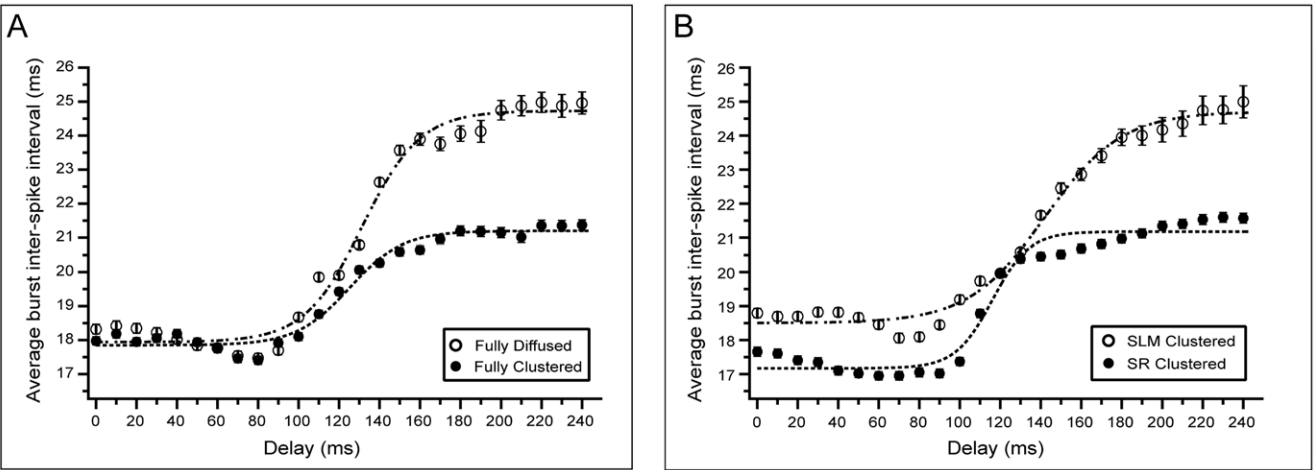 A
Average burst inter-spike interval (ms)
26
25
24
23
22
21
20
19
18
17
0 20 40 60 80 100 120 140 160 180 200 220 240
Delay (ms)
Fully Diffused
Fully Clustered
B
Average burst inter-spike interval (ms)
26
25
24
23
22
21
20
19
18
17
0 20 40 60 80 100 120 140 160 180 200 220 240
Delay (ms)
SLM Clustered
SR Clustered